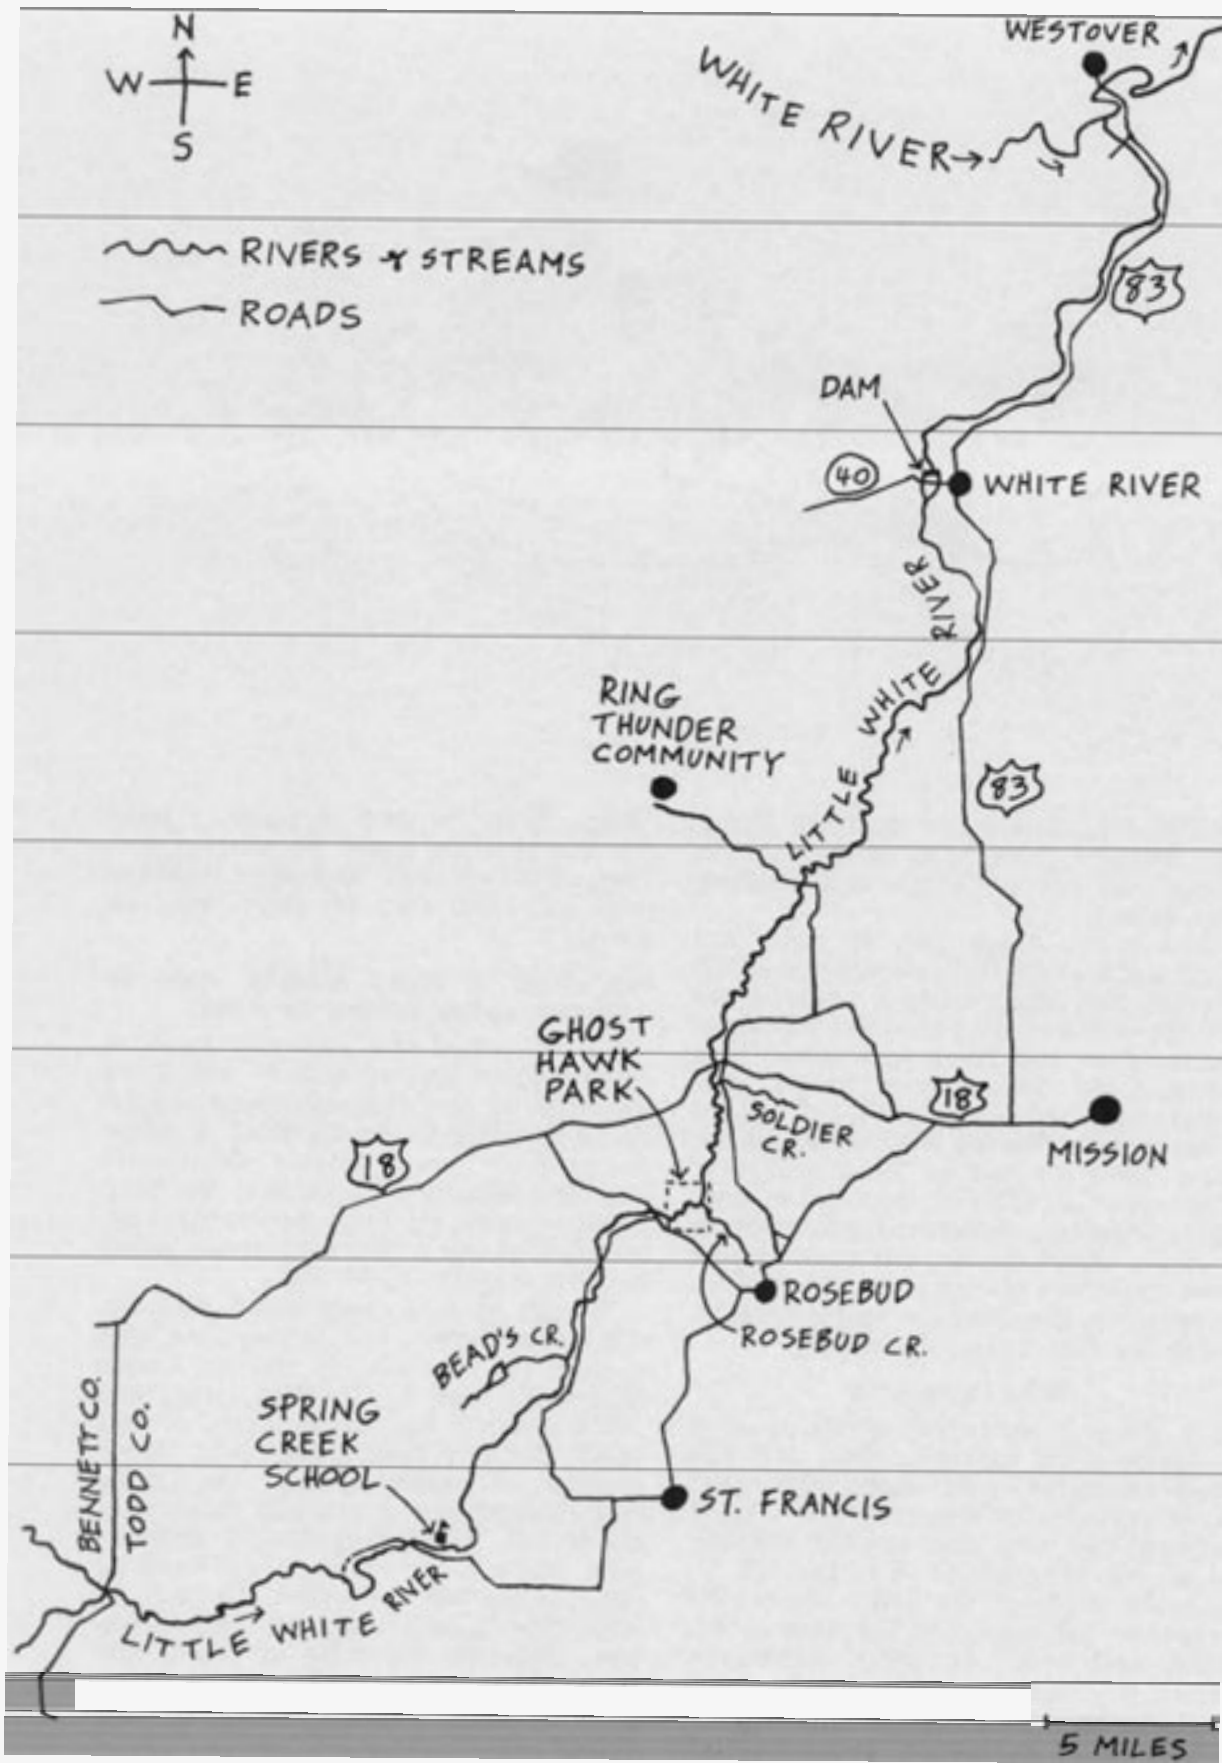 N
W E
S
WESTOVER
WHITE RIVER
RIVERS & STREAMS
ROADS
83
DAM
40
WHITE RIVER
LITTLE WHITE RIVER
RING
THUNDER
COMMUNITY
83
GHOST
HAWK
PARK
SOLDIER
CR.
18
MISSION
18
ROSEBUD
ROSEBUD CR.
BEAD'S CR.
SPRING
CREEK
SCHOOL
BENNETT CO.
TODD CO.
ST. FRANCIS
LITTLE WHITE RIVER
5 MILES